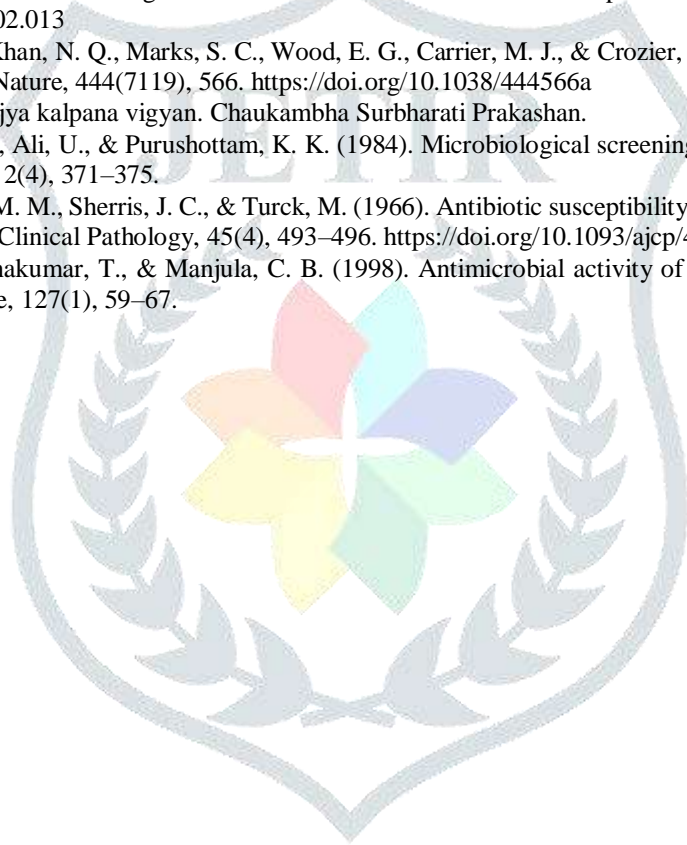 02.013
Khan, N. Q., Marks, S. C., Wood, E. G., Carrier, M. J., & Crozier,
Nature, 444(7119), 566. https://doi.org/10.1038/444566a
jya kalpana vigyan. Chaukambha Surbharati Prakashan.
, Ali, U., & Purushottam, K. K. (1984). Microbiological screening
2(4), 371–375.
M. M., Sherris, J. C., & Turck, M. (1966). Antibiotic susceptibility
Clinical Pathology, 45(4), 493–496. https://doi.org/10.1093/ajcp/4
nakumar, T., & Manjula, C. B. (1998). Antimicrobial activity of
e, 127(1), 59–67.
JETIR